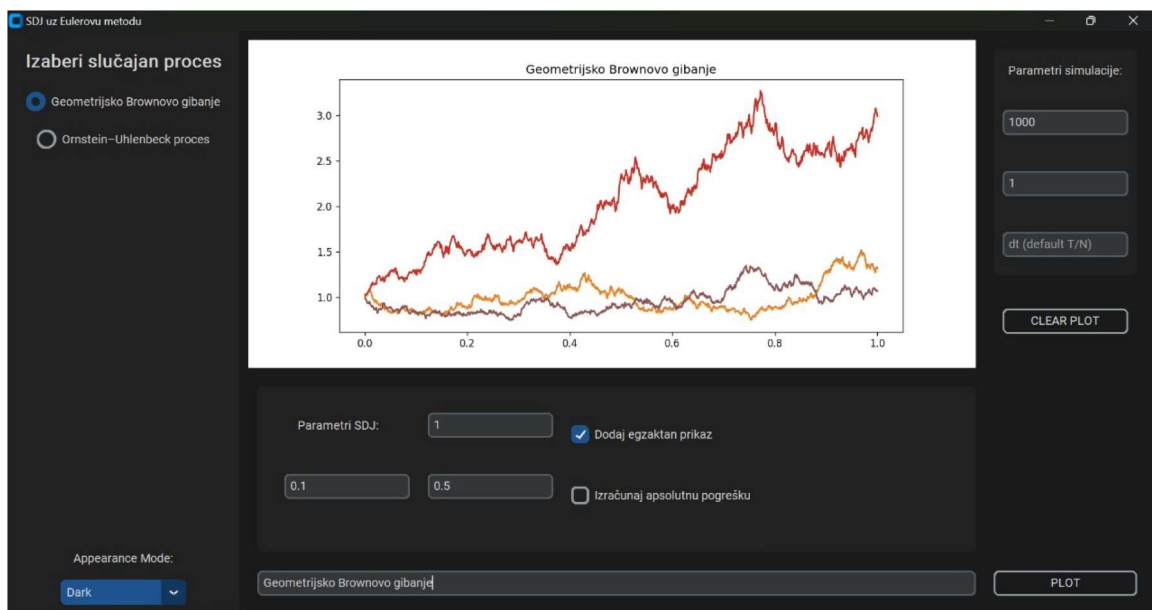 SDJ uz Eulerovu metodu
Izaberi slučajan proces
Geometrijsko Brownovo gibanje
Ornstein–Uhlenbeck proces
Appearance Mode:
Dark
Geometrijsko Brownovo gibanje
3.0
2.5
2.0
1.5
1.0
0.0 0.2 0.4 0.6 0.8 1.0
Parametri SDJ:
1
Dodaj egzaktan prikaz
0.1
0.5
Izračunaj apsolutnu pogrešku
Geometrijsko Brownovo gibanje
Parametri simulacije:
1000
1
dt (default T/N)
CLEAR PLOT
PLOT